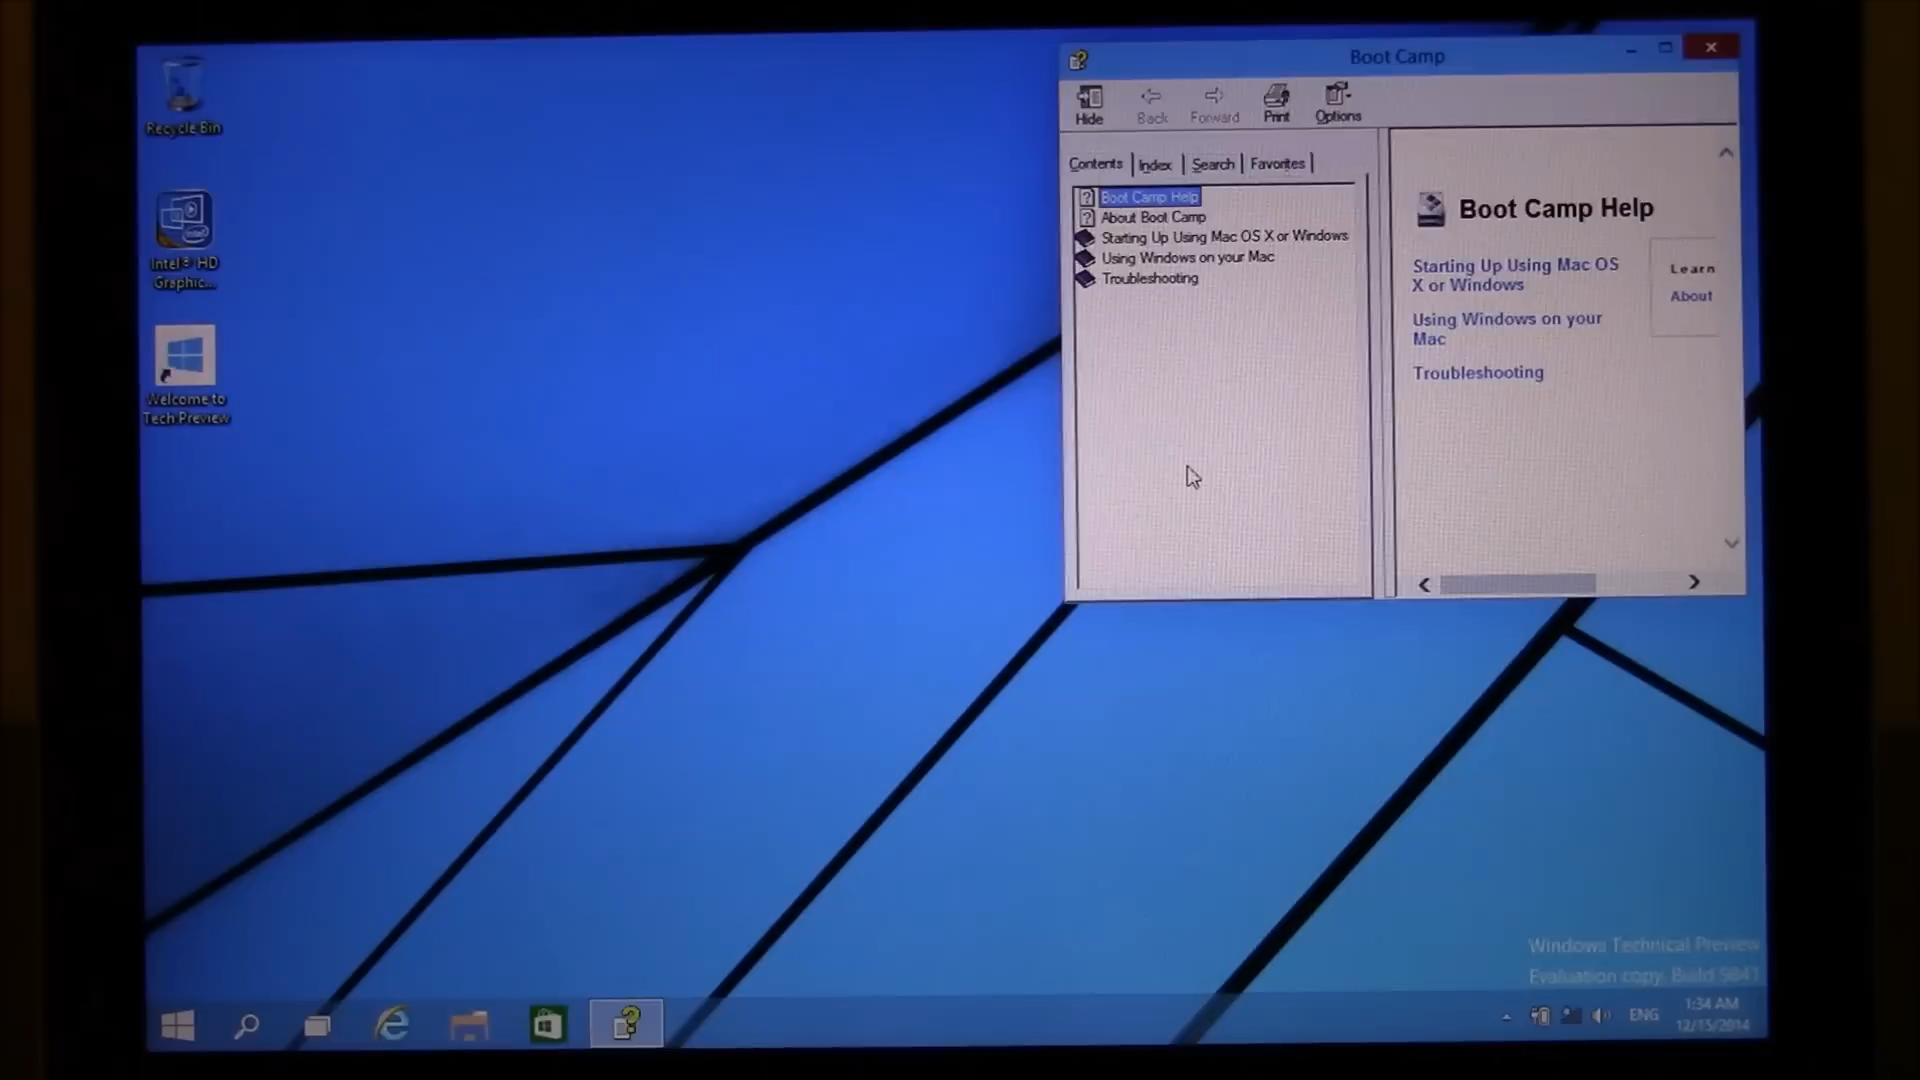 Recycle Bin
Intel® HD
Graphic...
Welcome to
Tech Preview
Boot Camp
Hide
Back
Forward
Print
Options
Contents
Index
Search
Favorites
Boot Camp Help
About Boot Camp
Starting Up Using Mac OS X or Windows
Using Windows on your Mac
Troubleshooting
Boot Camp Help
Starting Up Using Mac OS
X or Windows
Using Windows on your
Mac
Troubleshooting
Learn
About
Windows Technical Preview
Evaluation copy. Build 9841
ENG
1:34 AM
12/15/2014